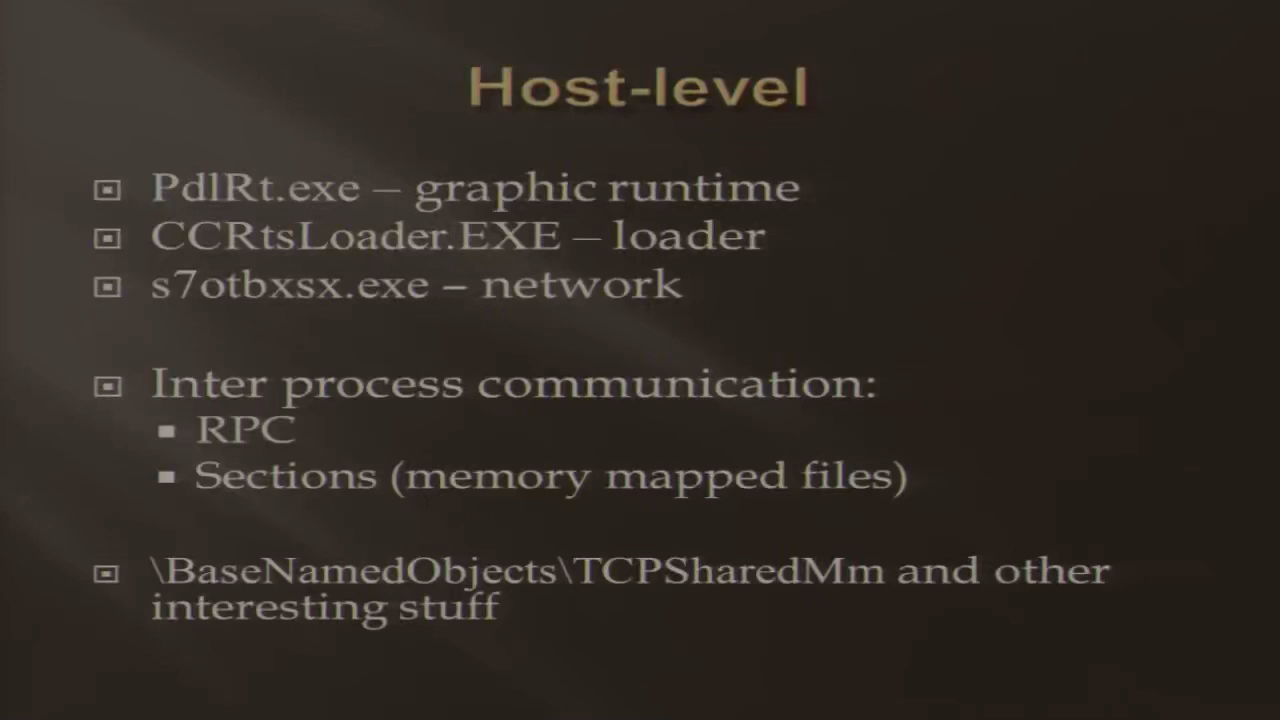 Host-level
PdlRt.exe – graphic runtime
CCRtsLoader.EXE – loader
s7otbxsx.exe – network
Inter process communication:
RPC
Sections (memory mapped files)
\BaseNamedObjects\TCPSharedMm and other
interesting stuff